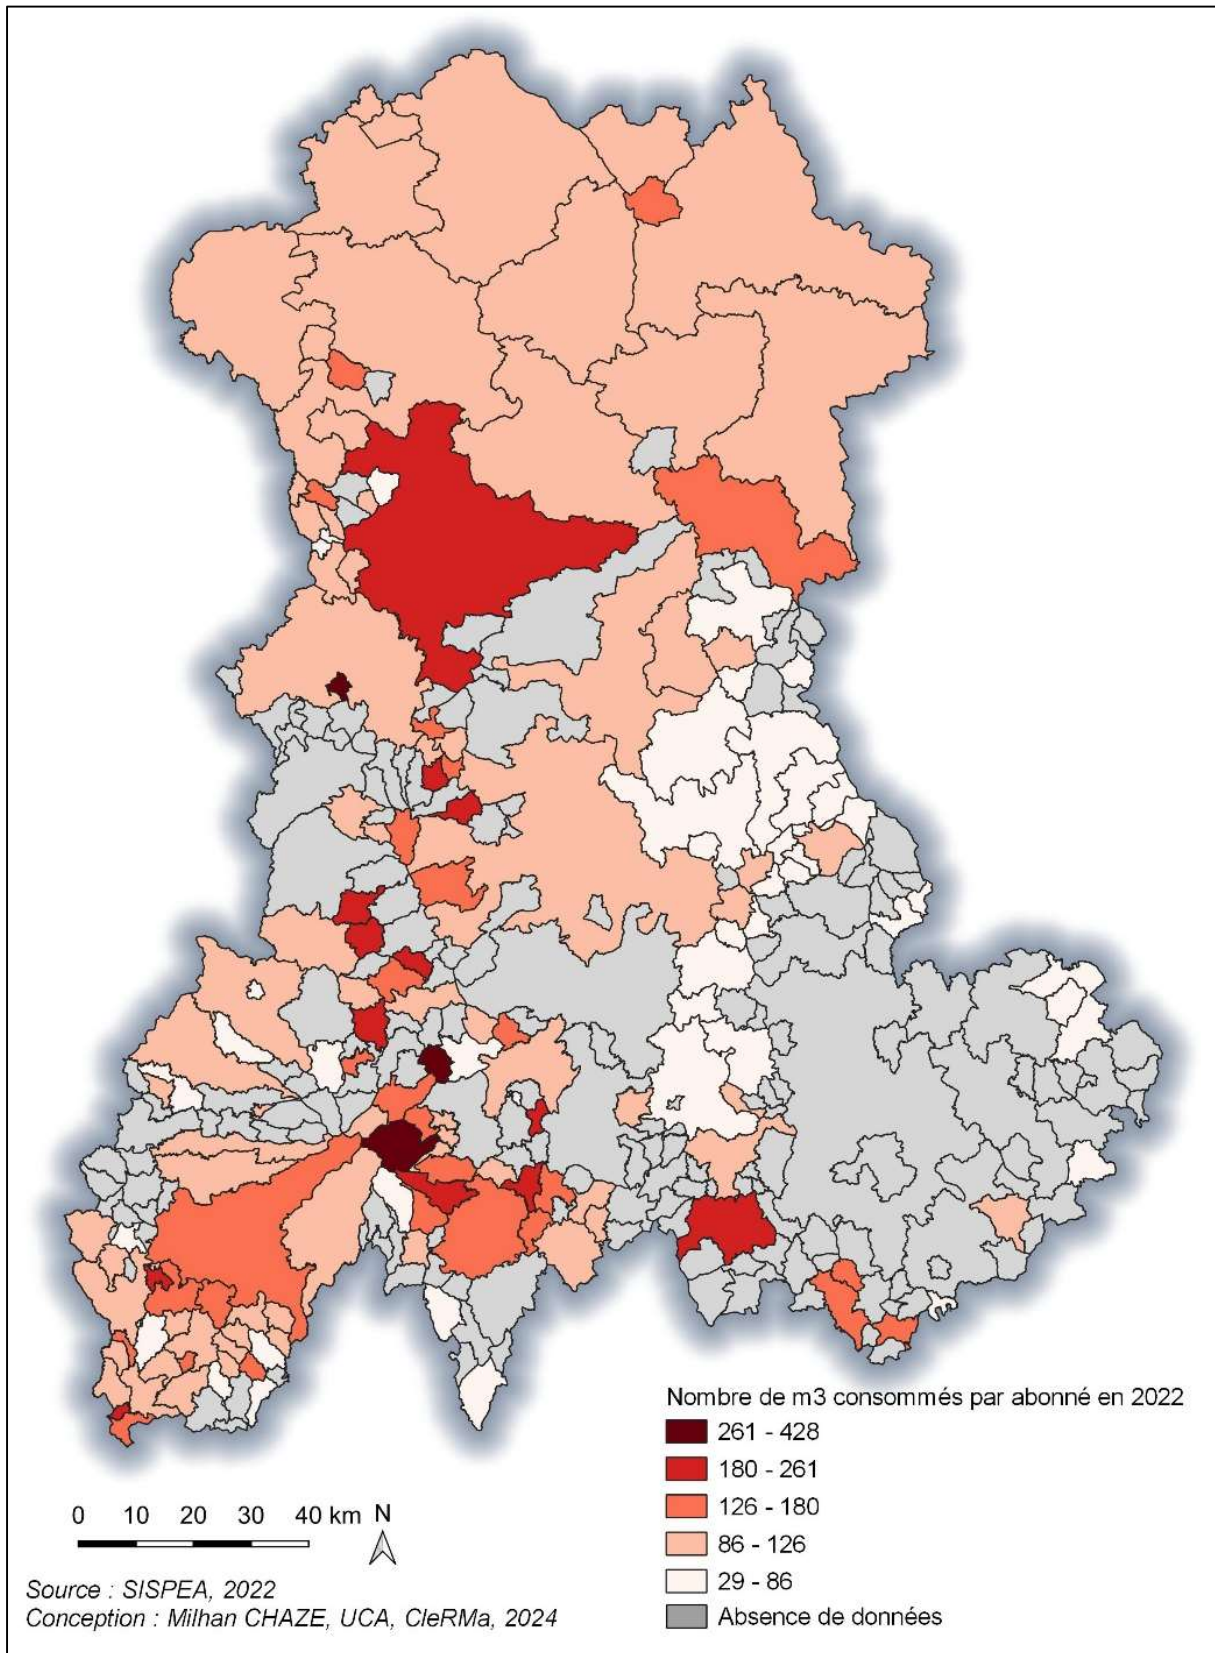 Nombre de m3 consommés par abonné en 2022
261 - 428
180 - 261
126 - 180
86 - 126
29 - 86
Absence de données
0 10 20 30 40 km N
Source : SISPEA, 2022
Conception : Milhan CHAZE, UCA, CleRMa, 2024